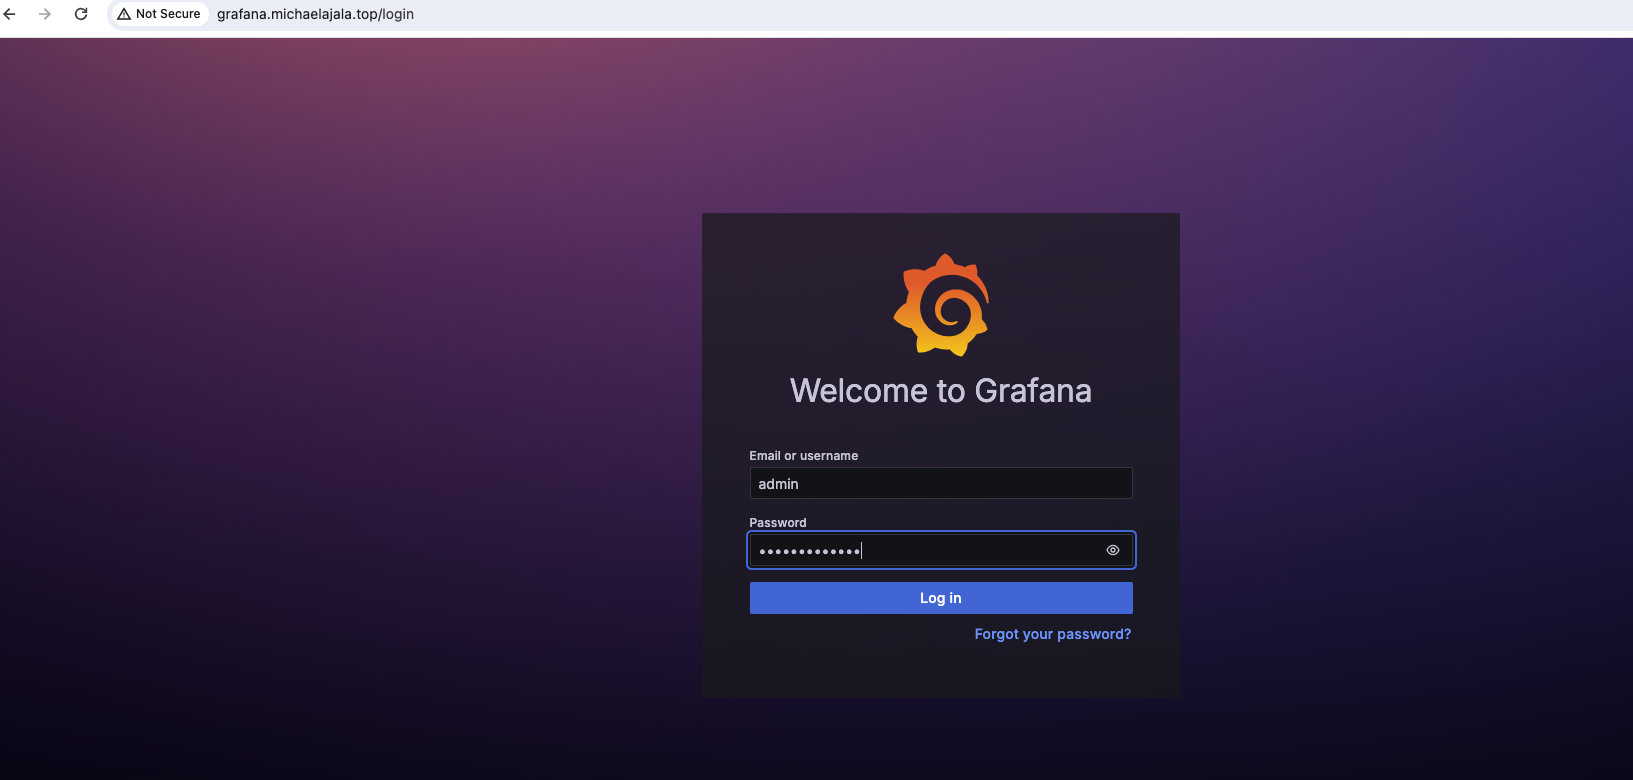 Not Secure grafana.michaelajala.top/login
Welcome to Grafana
Email or username
admin
Password
•••••••••••••
Log in
Forgot your password?